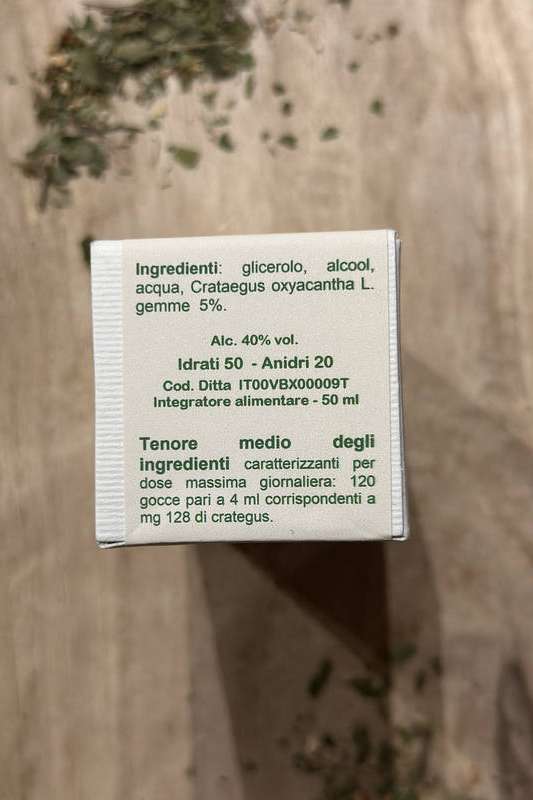 Ingredienti: glicerolo, alcool,
acqua, Crataegus oxyacantha L.
gemme 5%.
Alc. 40% vol.
Idrati 50 - Anidri 20
Cod. Ditta IT00VBX00009T
Integratore alimentare - 50 ml
Tenore medio degli
ingredienti caratterizzanti per
dose massima giornaliera: 120
gocce pari a 4 ml corrispondenti a
mg 128 di crategus.